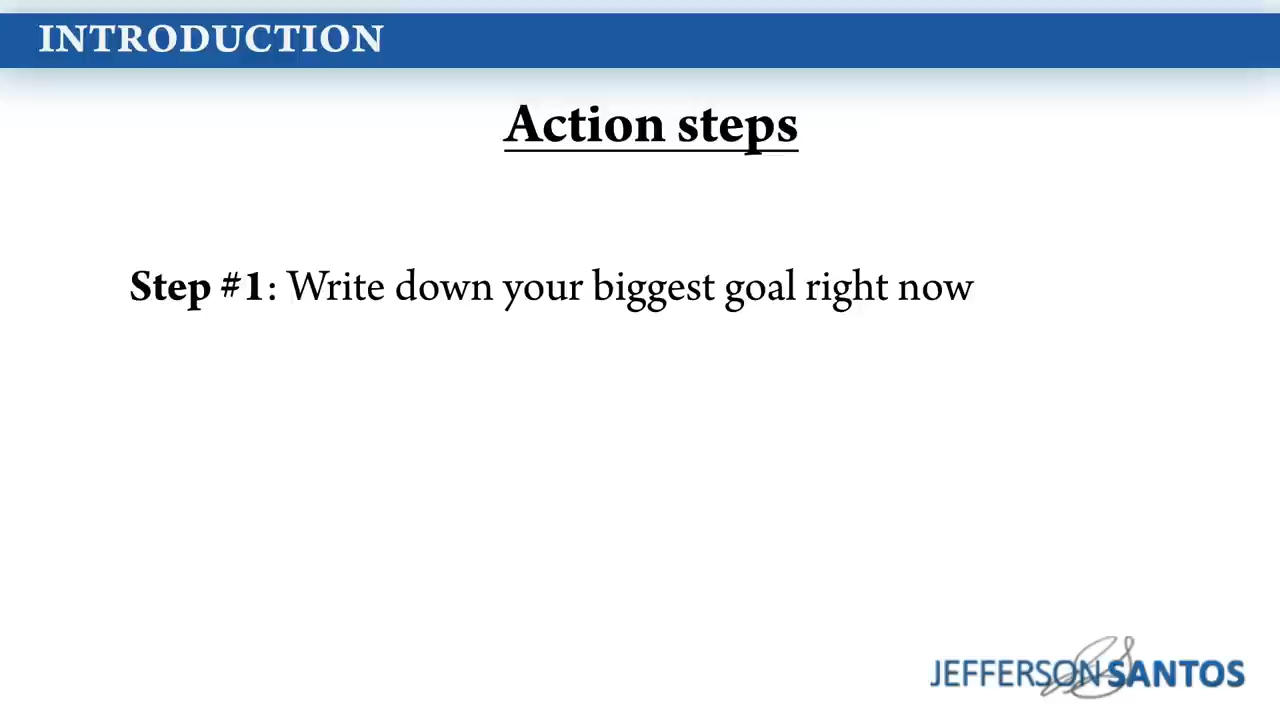 INTRODUCTION
Action steps
Step #1: Write down your biggest goal right now
JEFFERSON SANTOS